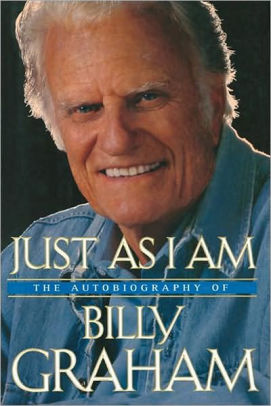 JUST AS I AM
THE AUTOBIOGRAPHY OF
BILLY
GRAHAM